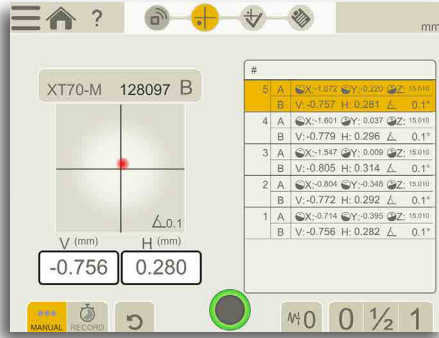 ?
mm
#
XT70-M 128097 B
5 A X:-1.072 Y:-0.220 Z: 15.010
B V:-0.757 H: 0.281 0.1°
4 A X:-1.601 Y: 0.037 Z: 15.010
B V:-0.779 H: 0.296 0.1°
3 A X:-1.547 Y: 0.009 Z: 15.010
B V:-0.805 H: 0.314 0.1°
2 A X:-0.804 Y:-0.348 Z: 15.010
B V:-0.772 H: 0.292 0.1°
1 A X:-0.714 Y:-0.395 Z: 15.010
B V:-0.756 H: 0.282 0.1°
0.1
V (mm) H (mm)
-0.756 0.280
MANUAL RECORD
0 0 ½ 1